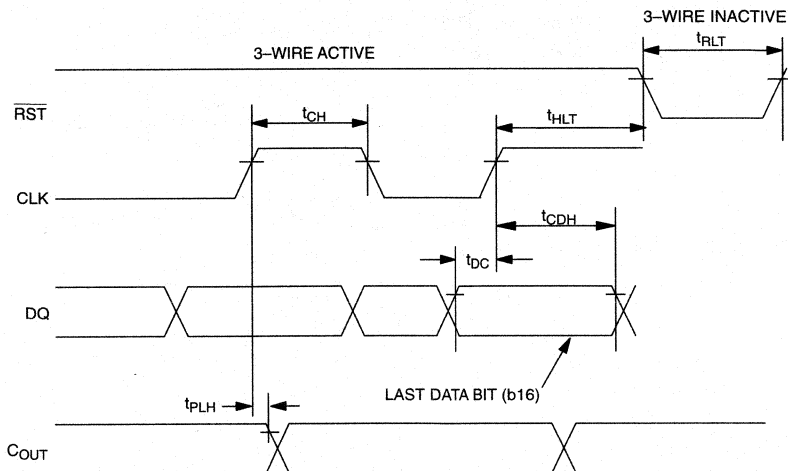 3–WIRE INACTIVE
tRLT
3–WIRE ACTIVE
RST
tCH
tHLT
CLK
tCDH
tDC
DQ
LAST DATA BIT (b16)
tPLH
COUT